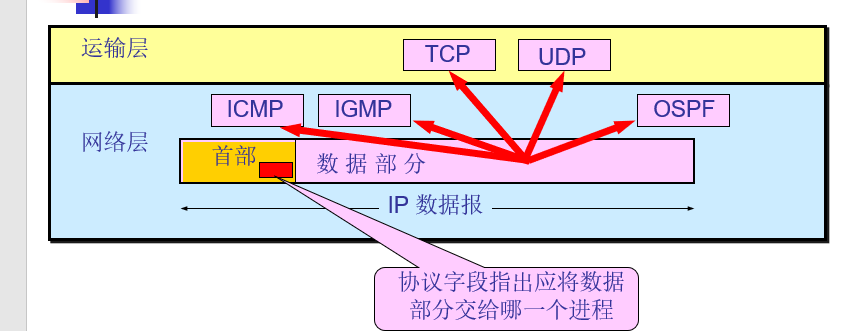 运输层
TCP
UDP
ICMP
IGMP
OSPF
网络层
首部
数据部分
IP 数据报
协议字段指出应将数据
部分交给哪一个进程